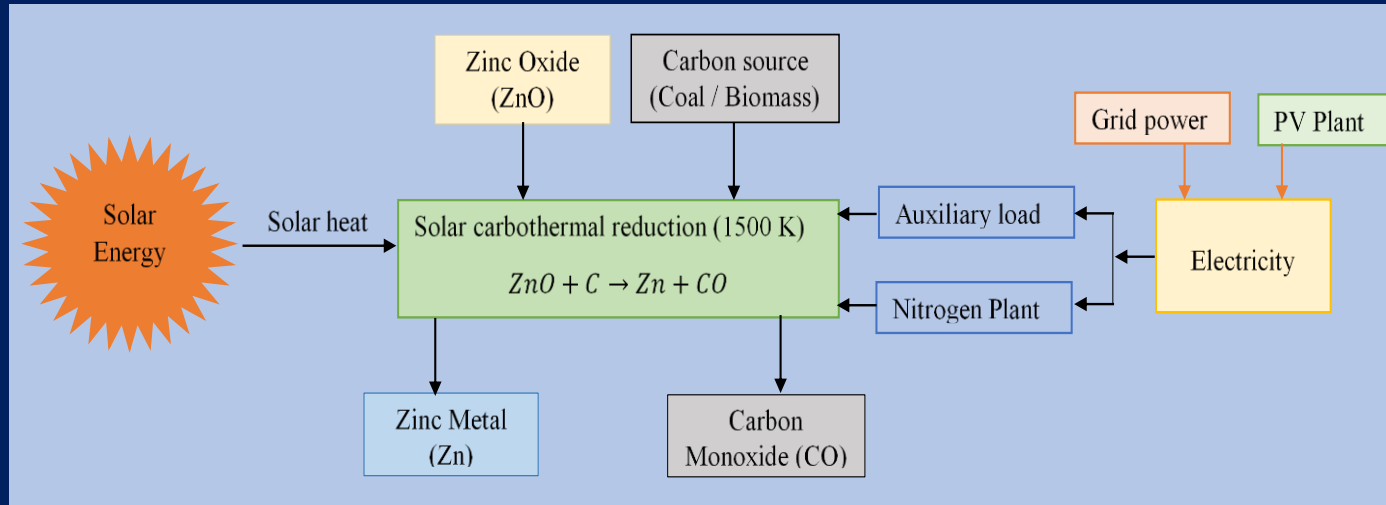 Zinc Oxide
(ZnO)
Carbon source
(Coal / Biomass)
Grid power
PV Plant
Solar
Energy
Solar heat
Solar carbothermal reduction (1500 K)
ZnO + C → Zn + CO
Auxiliary load
Nitrogen Plant
Electricity
Zinc Metal
(Zn)
Carbon
Monoxide (CO)